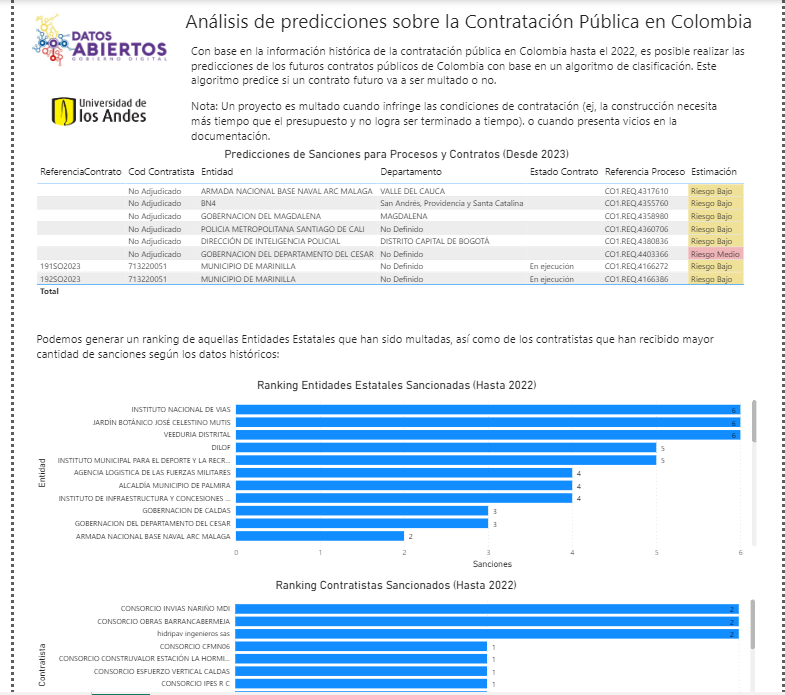 DATOS
ABIERTOS
GOBIERNO DIGITAL
Universidad de
los Andes
Análisis de predicciones sobre la Contratación Pública en Colombia
Con base en la información histórica de la contratación pública en Colombia hasta el 2022, es posible realizar las
predicciones de los futuros contratos públicos de Colombia con base en un algoritmo de clasificación. Este
algoritmo predice si un contrato futuro va a ser multado o no.
Nota: Un proyecto es multado cuando infringe las condiciones de contratación (ej, la construcción necesita
más tiempo que el presupuesto y no logra ser terminado a tiempo). o cuando presenta vicios en la
documentación.
Predicciones de Sanciones para Procesos y Contratos (Desde 2023)
ReferenciaContrato Cod Contratista Entidad Departamento Estado Contrato Referencia Proceso Estimación
No Adjudicado ARMADA NACIONAL BASE NAVAL ARC MALAGA VALLE DEL CAUCA CO1.REQ.4317610 Riesgo Bajo
No Adjudicado BN4 San Andrés, Providencia y Santa Catalina CO1.REQ.4355760 Riesgo Bajo
No Adjudicado GOBERNACION DEL MAGDALENA MAGDALENA CO1.REQ.4358980 Riesgo Bajo
No Adjudicado POLICIA METROPOLITANA SANTIAGO DE CALI No Definido CO1.REQ.4360706 Riesgo Bajo
No Adjudicado DIRECCIÓN DE INTELIGENCIA POLICIAL DISTRITO CAPITAL DE BOGOTÁ CO1.REQ.4380836 Riesgo Bajo
No Adjudicado GOBERNACION DEL DEPARTAMENTO DEL CESAR No Definido CO1.REQ.4403366 Riesgo Medio
191SO2023 713220051 MUNICIPIO DE MARINILLA No Definido En ejecución CO1.REQ.4166272 Riesgo Bajo
192SO2023 713220051 MUNICIPIO DE MARINILLA No Definido En ejecución CO1.REQ.4166386 Riesgo Bajo
Total
Podemos generar un ranking de aquellas Entidades Estatales que han sido multadas, así como de los contratistas que han recibido mayor
cantidad de sanciones según los datos históricos:
Ranking Entidades Estatales Sancionadas (Hasta 2022)
Entidad
INSTITUTO NACIONAL DE VIAS 6
JARDÍN BOTÁNICO JOSÉ CELESTINO MUTIS 6
VEEDURIA DISTRITAL 6
DILOF 5
INSTITUTO MUNICIPAL PARA EL DEPORTE Y LA RECR... 5
AGENCIA LOGISTICA DE LAS FUERZAS MILITARES 4
ALCALDÍA MUNICIPIO DE PALMIRA 4
INSTITUTO DE INFRAESTRUCTURA Y CONCESIONES ... 4
GOBERNACION DE CALDAS 3
GOBERNACION DEL DEPARTAMENTO DEL CESAR 3
ARMADA NACIONAL BASE NAVAL ARC MALAGA 2
0 1 2 3 4 5 6
Sanciones
Ranking Contratistas Sancionados (Hasta 2022)
Contratista
CONSORCIO INVIAS NARIÑO MDI 2
CONSORCIO OBRAS BARRANCABERMEJA 2
hidripav ingenieros sas 2
CONSORCIO CFMN06 1
CONSORCIO CONSTRUVALOR ESTACIÓN LA HORMI... 1
CONSORCIO ESFUERZO VERTICAL CALDAS 1
CONSORCIO IPES R C 1